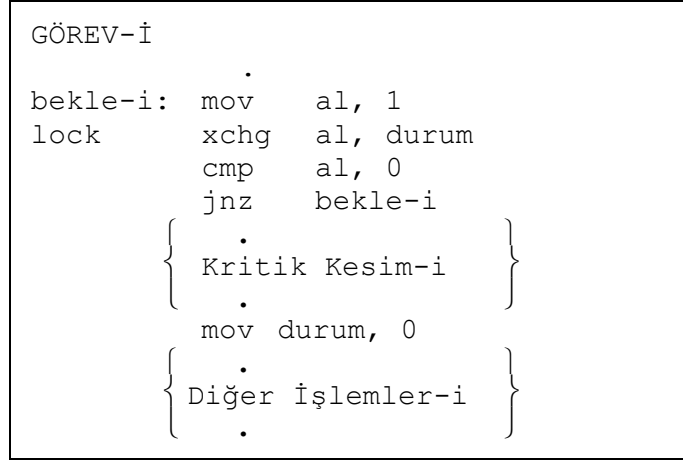 GÖREV-İ
.
bekle-i: mov al, 1
lock xchg al, durum
cmp al, 0
jnz bekle-i
.
Kritik Kesim-i
.
mov durum, 0
.
Diğer İşlemler-i
.